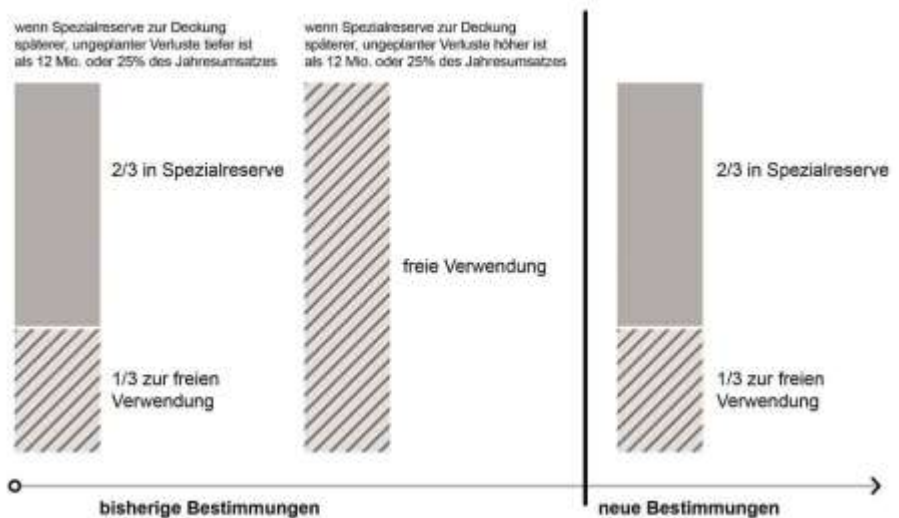 wenn Spezialreserve zur Deckung
späterer, ungeplanter Verluste tiefer ist
als 12 Mio. oder 25% des Jahresumsatzes
2/3 in Spezialreserve
1/3 zur freien
Verwendung
wenn Spezialreserve zur Deckung
späterer, ungeplanter Verluste höher ist
als 12 Mio. oder 25% des Jahresumsatzes
freie Verwendung
2/3 in Spezialreserve
1/3 zur freien
Verwendung
bisherige Bestimmungen
neue Bestimmungen